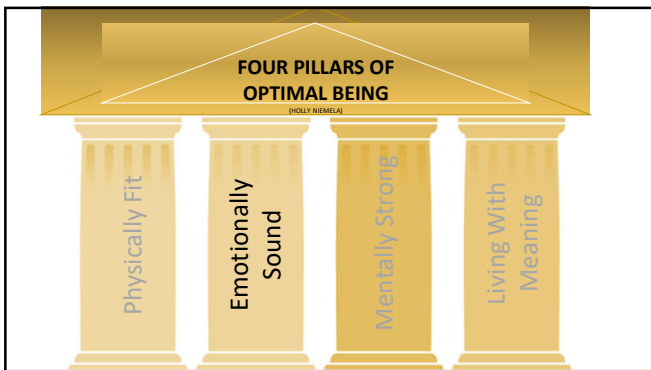 FOUR PILLARS OF
OPTIMAL BEING
(HOLLY NIEMELA)
Physically Fit
Emotionally
Sound
Mentally Strong
Living With
Meaning